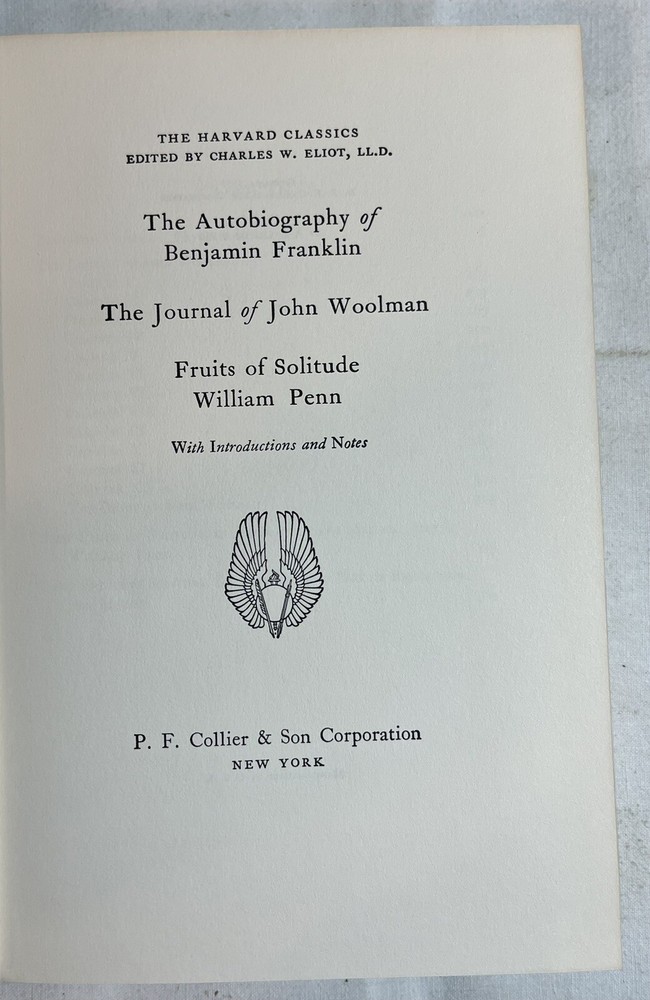 THE HARVARD CLASSICS
EDITED BY CHARLES W. ELIOT, LL.D.
The Autobiography of
Benjamin Franklin
The Journal of John Woolman
Fruits of Solitude
William Penn
With Introductions and Notes
P. F. Collier & Son Corporation
NEW YORK